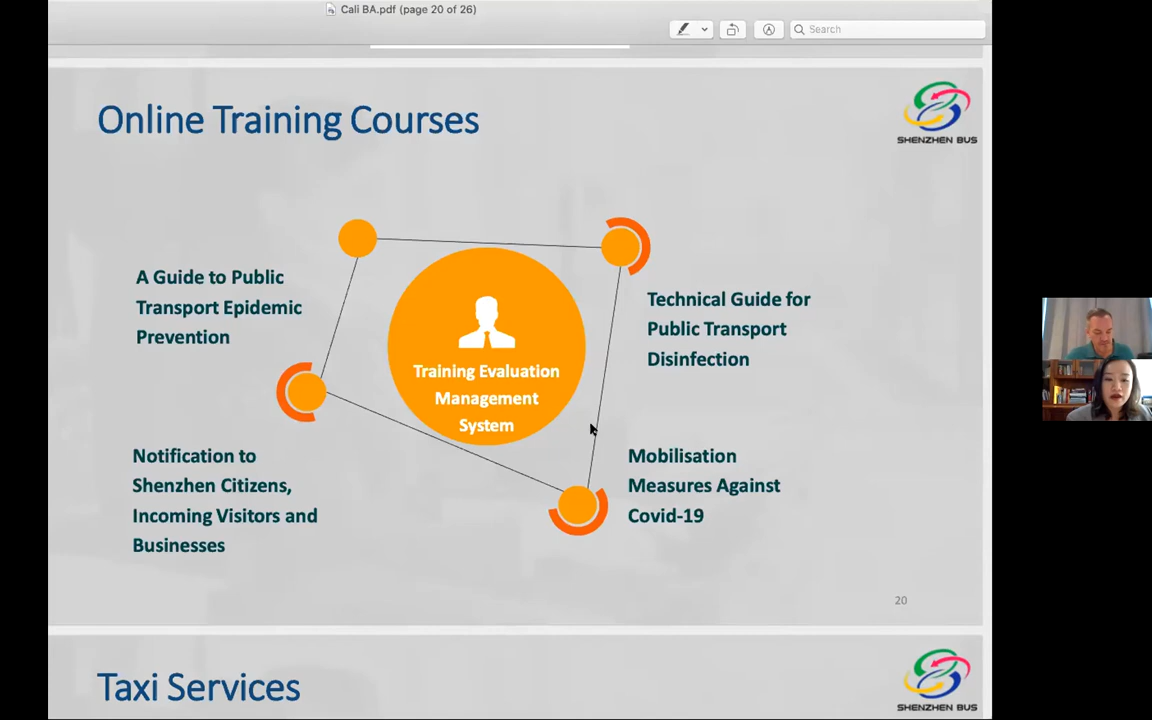 Cali BA.pdf (page 20 of 26)
Search
Online Training Courses
SHENZHEN BUS
A Guide to Public
Transport Epidemic
Prevention
Technical Guide for
Public Transport
Disinfection
Training Evaluation
Management
System
Notification to
Shenzhen Citizens,
Incoming Visitors and
Businesses
Mobilisation
Measures Against
Covid-19
20
Taxi Services
SHENZHEN BUS